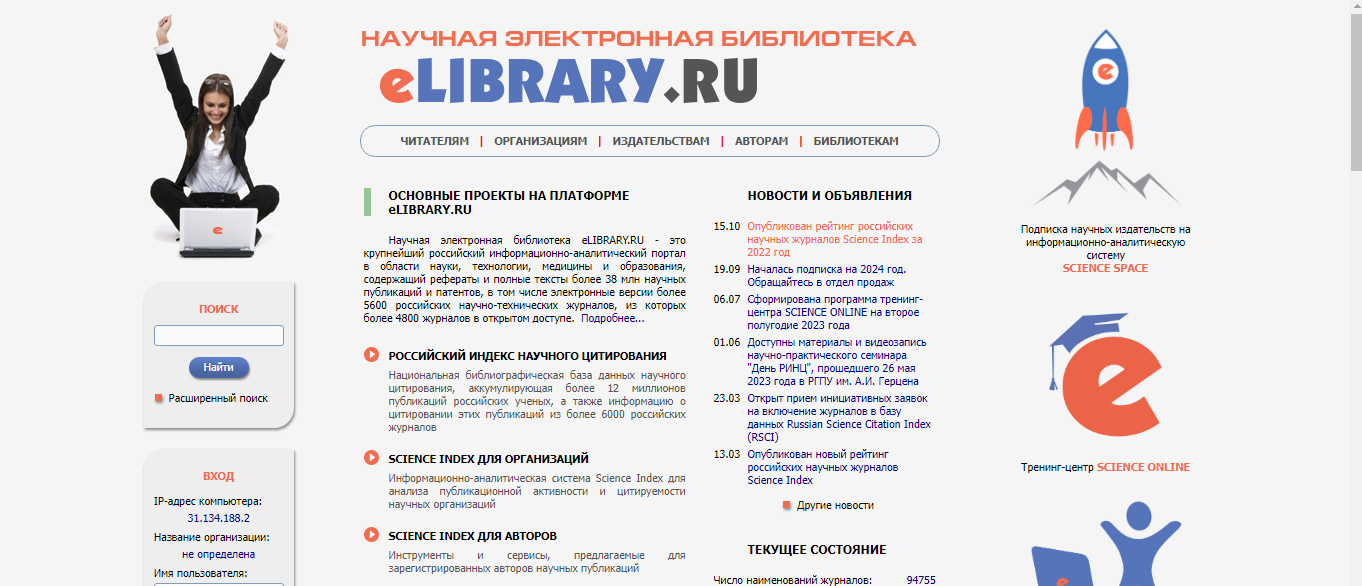 НАУЧНАЯ ЭЛЕКТРОННАЯ БИБЛИОТЕКА
eLIBRARY.RU
ЧИТАТЕЛЯМ | ОРГАНИЗАЦИЯМ | ИЗДАТЕЛЬСТВАМ | АВТОРАМ | БИБЛИОТЕКАМ
ПОИСК
Найти
Расширенный поиск
ВХОД
IP-адрес компьютера:
31.134.188.2
Название организации:
не определена
Имя пользователя:
ОСНОВНЫЕ ПРОЕКТЫ НА ПЛАТФОРМЕ
eLIBRARY.RU
Научная электронная библиотека eLIBRARY.RU - это
крупнейший российский информационно-аналитический портал
в области науки, технологии, медицины и образования,
содержащий рефераты и полные тексты более 38 млн научных
публикаций и патентов, в том числе электронные версии более
5600 российских научно-технических журналов, из которых
более 4800 журналов в открытом доступе. Подробнее...
РОССИЙСКИЙ ИНДЕКС НАУЧНОГО ЦИТИРОВАНИЯ
Национальная библиографическая база данных научного
цитирования, аккумулирующая более 12 миллионов
публикаций российских ученых, а также информацию о
цитировании этих публикаций из более 6000 российских
журналов
SCIENCE INDEX ДЛЯ ОРГАНИЗАЦИЙ
Информационно-аналитическая система Science Index для
анализа публикационной активности и цитируемости
научных организаций
SCIENCE INDEX ДЛЯ АВТОРОВ
Инструменты и сервисы, предлагаемые для
зарегистрированных авторов научных публикаций
НОВОСТИ И ОБЪЯВЛЕНИЯ
15.10 Опубликован рейтинг российских
научных журналов Science Index за
2022 год
19.09 Началась подписка на 2024 год.
Обращайтесь в отдел продаж
06.07 Сформирована программа тренинг-
центра SCIENCE ONLINE на второе
полугодие 2023 года
01.06 Доступны материалы и видеозапись
научно-практического семинара
"День РИНЦ", прошедшего 26 мая
2023 года в РГПУ им. А.И. Герцена
23.03 Открыт прием инициативных заявок
на включение журналов в базу
данных Russian Science Citation Index
(RSCI)
13.03 Опубликован новый рейтинг
российских научных журналов
Science Index
Другие новости
ТЕКУЩЕЕ СОСТОЯНИЕ
Число наименований журналов: 94755
Подписка научных издательств на
информационно-аналитическую
систему
SCIENCE SPACE
Тренинг-центр SCIENCE ONLINE